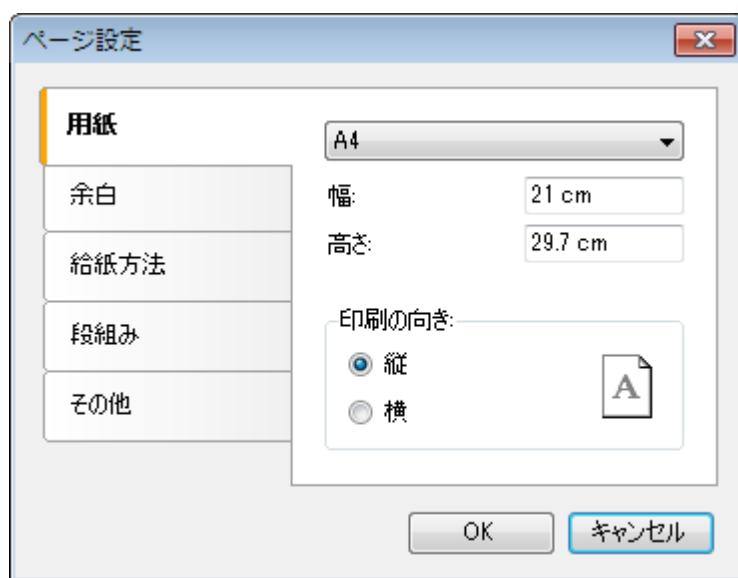 ページ設定
用紙
余白
給紙方法
段組み
その他
A4
幅: 21 cm
高さ: 29.7 cm
印刷の向き:
縦
横
A
OK キャンセル